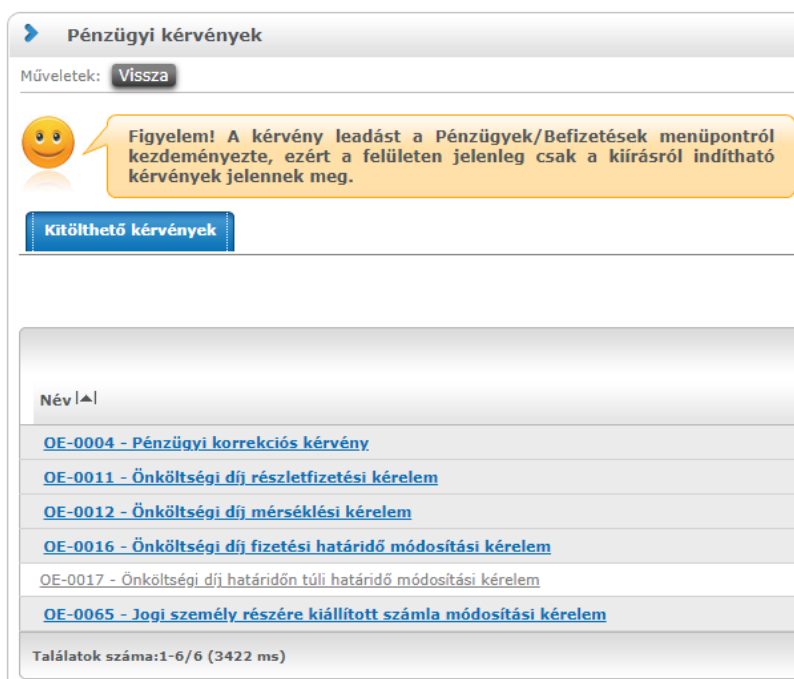 Pénzügyi kérvények
Műveletek: Vissza
Figyelem! A kérvény leadást a Pénzügyek/Befizetések menüpontról
kezdeményezte, ezért a felületen jelenleg csak a kiírásról indítható
kérvények jelennek meg.
Kitölthető kérvények
Név
OE-0004 - Pénzügyi korrekciós kérvény
OE-0011 - Önköltségi díj részletfizetési kérelem
OE-0012 - Önköltségi díj mérséklési kérelem
OE-0016 - Önköltségi díj fizetési határidő módosítási kérelem
OE-0017 - Önköltségi díj határidőn túli határidő módosítási kérelem
OE-0065 - Jogi személy részére kiállított számla módosítási kérelem
Találatok száma:1-6/6 (3422 ms)